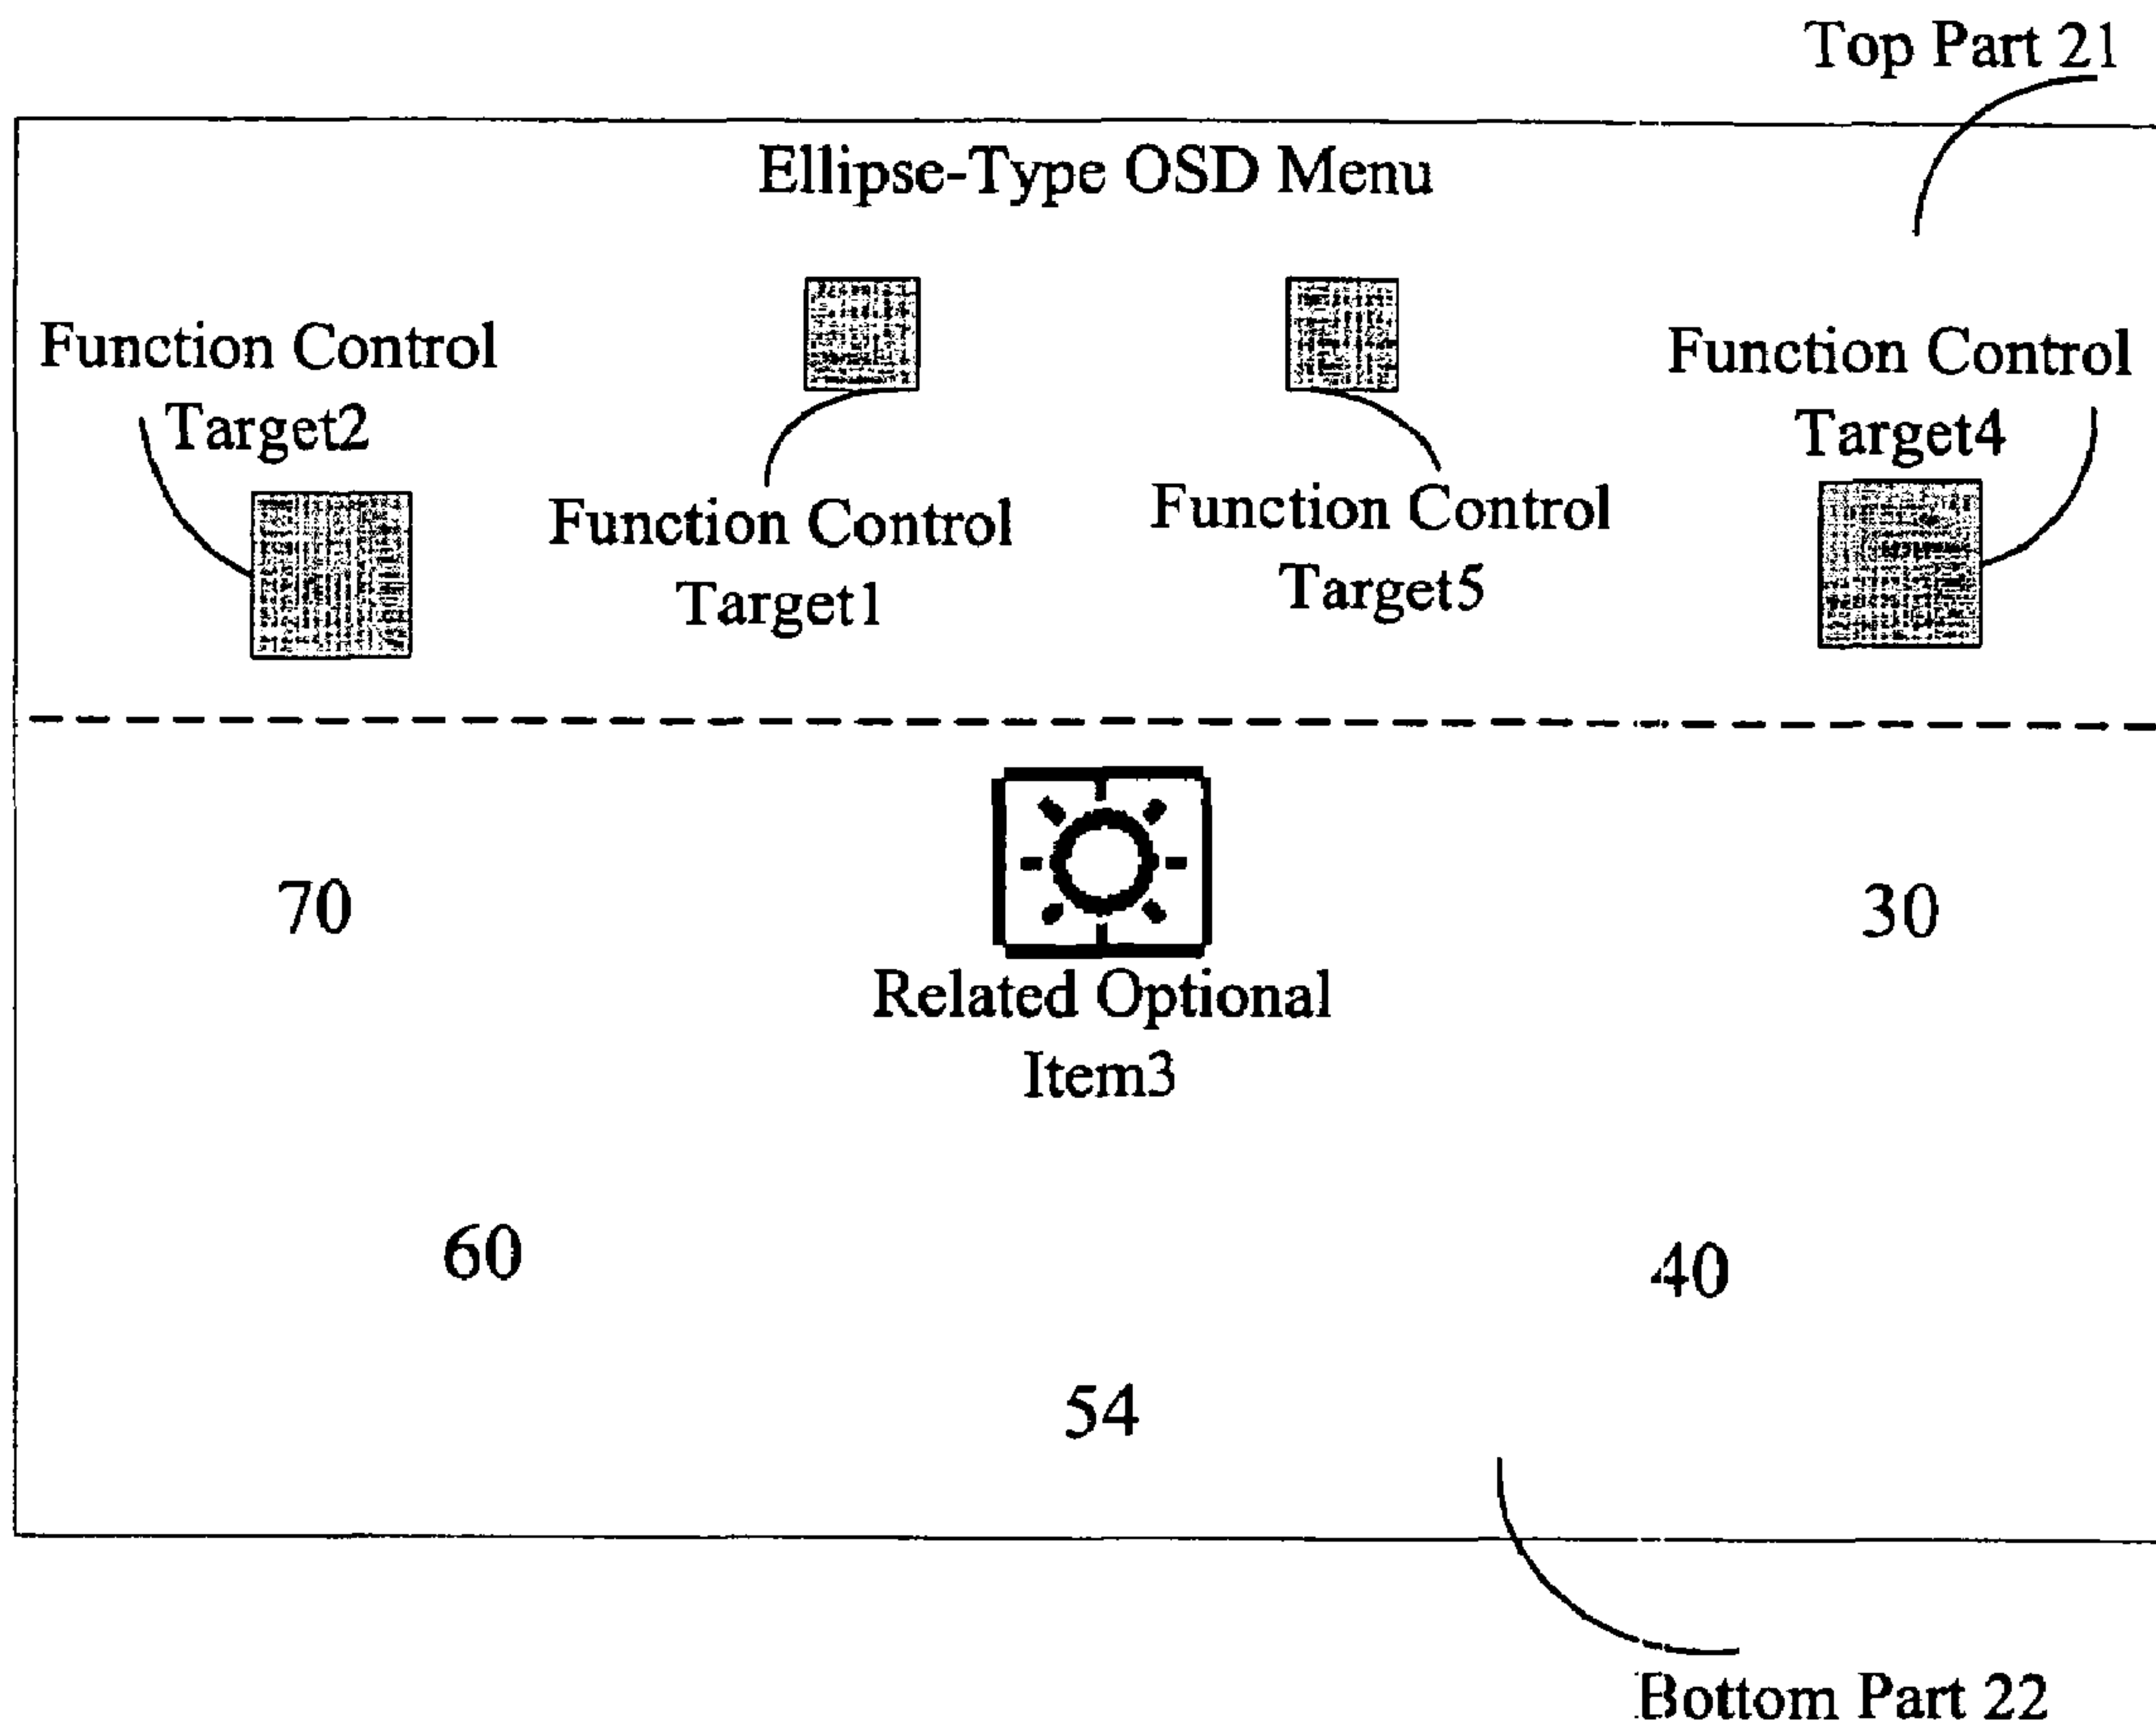 Top Part 21
Ellipse-Type OSD Menu
Function Control
Target2
Function Control
Target1
Function Control
Target5
Function Control
Target4
70
30
Related Optional
Item3
60
40
54
Bottom Part 22